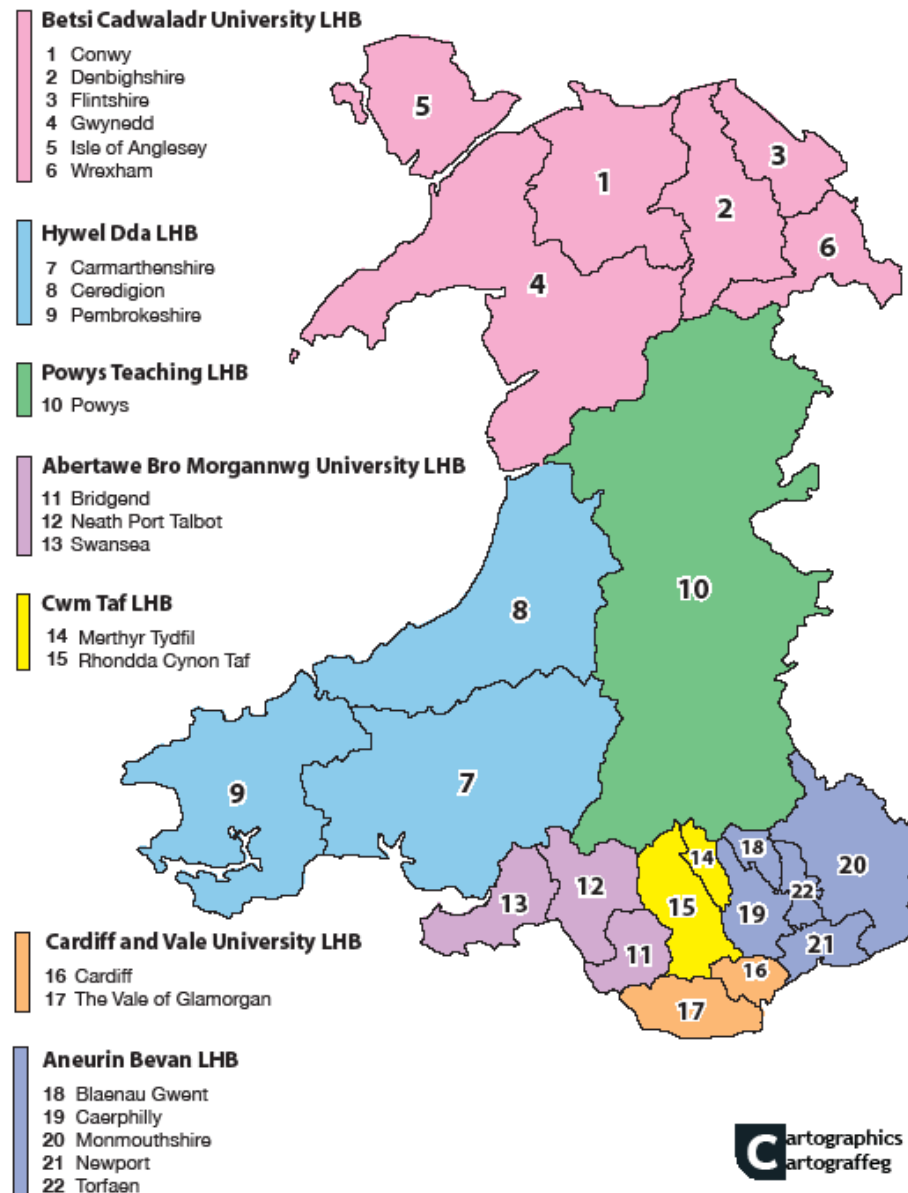 Betsi Cadwaladr University LHB
1 Conwy
2 Denbighshire
3 Flintshire
4 Gwynedd
5 Isle of Anglesey
6 Wrexham
Hywel Dda LHB
7 Carmarthenshire
8 Ceredigion
9 Pembrokeshire
Powys Teaching LHB
10 Powys
Abertawe Bro Morgannwg University LHB
11 Bridgend
12 Neath Port Talbot
13 Swansea
Cwm Taf LHB
14 Merthyr Tydfil
15 Rhondda Cynon Taf
Cardiff and Vale University LHB
16 Cardiff
17 The Vale of Glamorgan
Aneurin Bevan LHB
18 Blaenau Gwent
19 Caerphilly
20 Monmouthshire
21 Newport
22 Torfaen
5
3
1
2
6
4
10
8
7
9
14
18
20
12
22
13
15
19
21
11
16
17
Cartographics
Cartograffeg